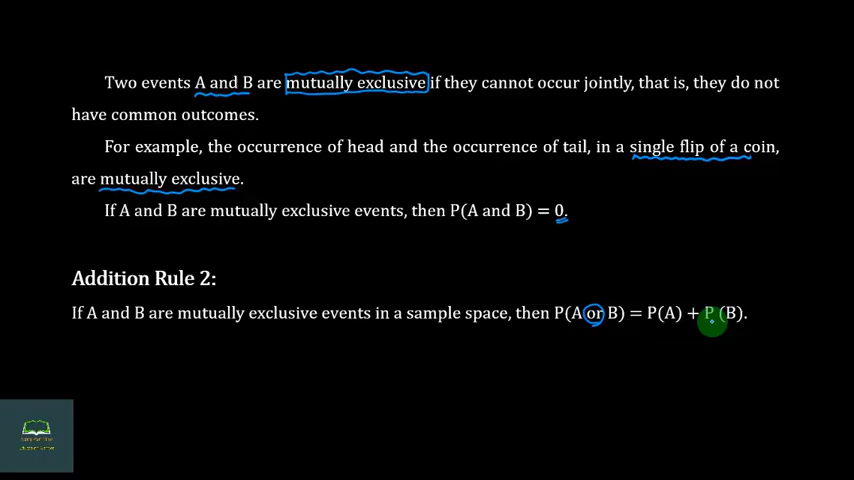 Two events A and B are mutually exclusive if they cannot occur jointly, that is, they do not
have common outcomes.
For example, the occurrence of head and the occurrence of tail, in a single flip of a coin,
are mutually exclusive.
If A and B are mutually exclusive events, then P(A and B) = 0.
Addition Rule 2:
If A and B are mutually exclusive events in a sample space, then P(A or B) = P(A) + P (B).